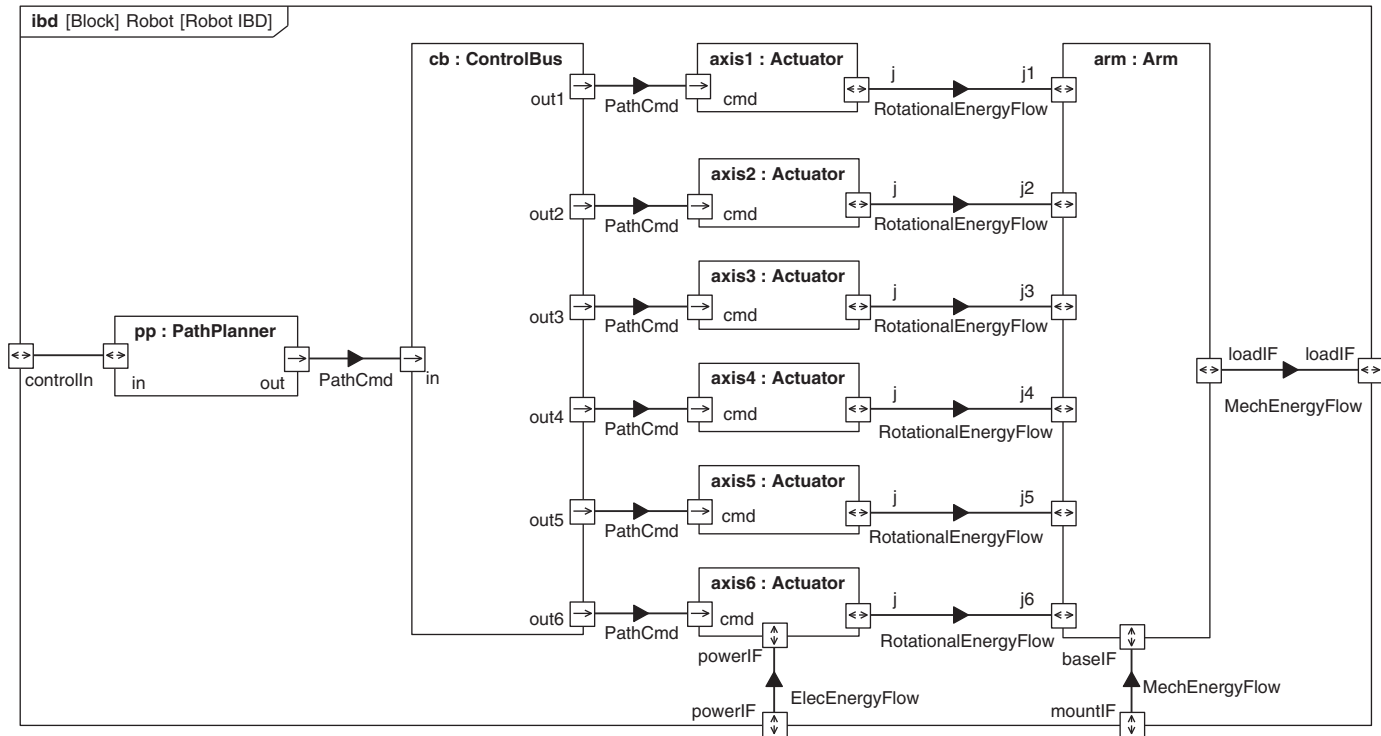 ibd [Block] Robot [Robot IBD]
cb : ControlBus
axis1 : Actuator
arm : Arm
out1
PathCmd
cmd
j
j1
RotationalEnergyFlow
axis2 : Actuator
out2
PathCmd
cmd
j
j2
RotationalEnergyFlow
axis3 : Actuator
out3
PathCmd
cmd
j
j3
RotationalEnergyFlow
pp : PathPlanner
controlIn
in
out
PathCmd
in
loadIF
loadIF
MechEnergyFlow
axis4 : Actuator
out4
PathCmd
cmd
j
j4
RotationalEnergyFlow
axis5 : Actuator
out5
PathCmd
cmd
j
j5
RotationalEnergyFlow
axis6 : Actuator
out6
PathCmd
cmd
j
j6
RotationalEnergyFlow
powerIF
baseIF
ElecEnergyFlow
MechEnergyFlow
powerIF
mountIF